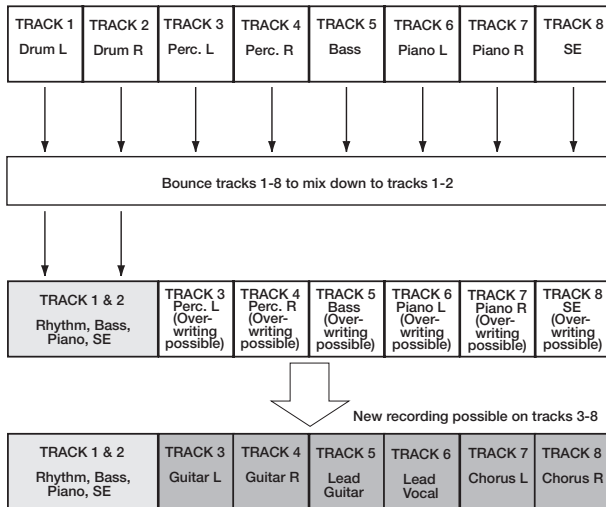 TRACK 1
Drum L
TRACK 2
Drum R
TRACK 3
Perc. L
TRACK 4
Perc. R
TRACK 5
Bass
TRACK 6
Piano L
TRACK 7
Piano R
TRACK 8
SE
Bounce tracks 1-8 to mix down to tracks 1-2
TRACK 1 & 2
Rhythm, Bass,
Piano, SE
TRACK 3
Perc. L
(Over-
writing
possible)
TRACK 4
Perc. R
(Over-
writing
possible)
TRACK 5
Bass
(Over-
writing
possible)
TRACK 6
Piano L
(Over-
writing
possible)
TRACK 7
Piano R
(Over-
writing
possible)
TRACK 8
SE
(Over-
writing
possible)
New recording possible on tracks 3-8
TRACK 1 & 2
Rhythm, Bass,
Piano, SE
TRACK 3
Guitar L
TRACK 4
Guitar R
TRACK 5
Lead
Guitar
TRACK 6
Lead
Vocal
TRACK 7
Chorus L
TRACK 8
Chorus R